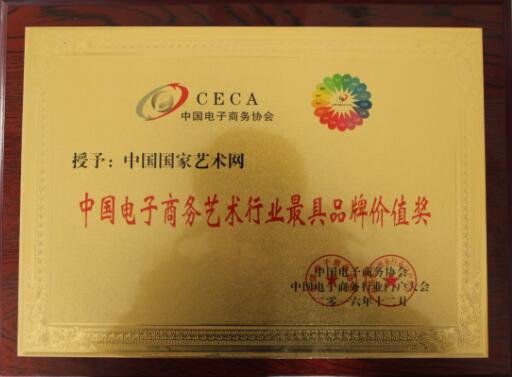 CECA
中国电子商务协会
授予：中国国家艺术网
中国电子商务艺术行业最具品牌价值奖
中国电子商务协会
中国电子商务行业门户大会
二零一六年十二月